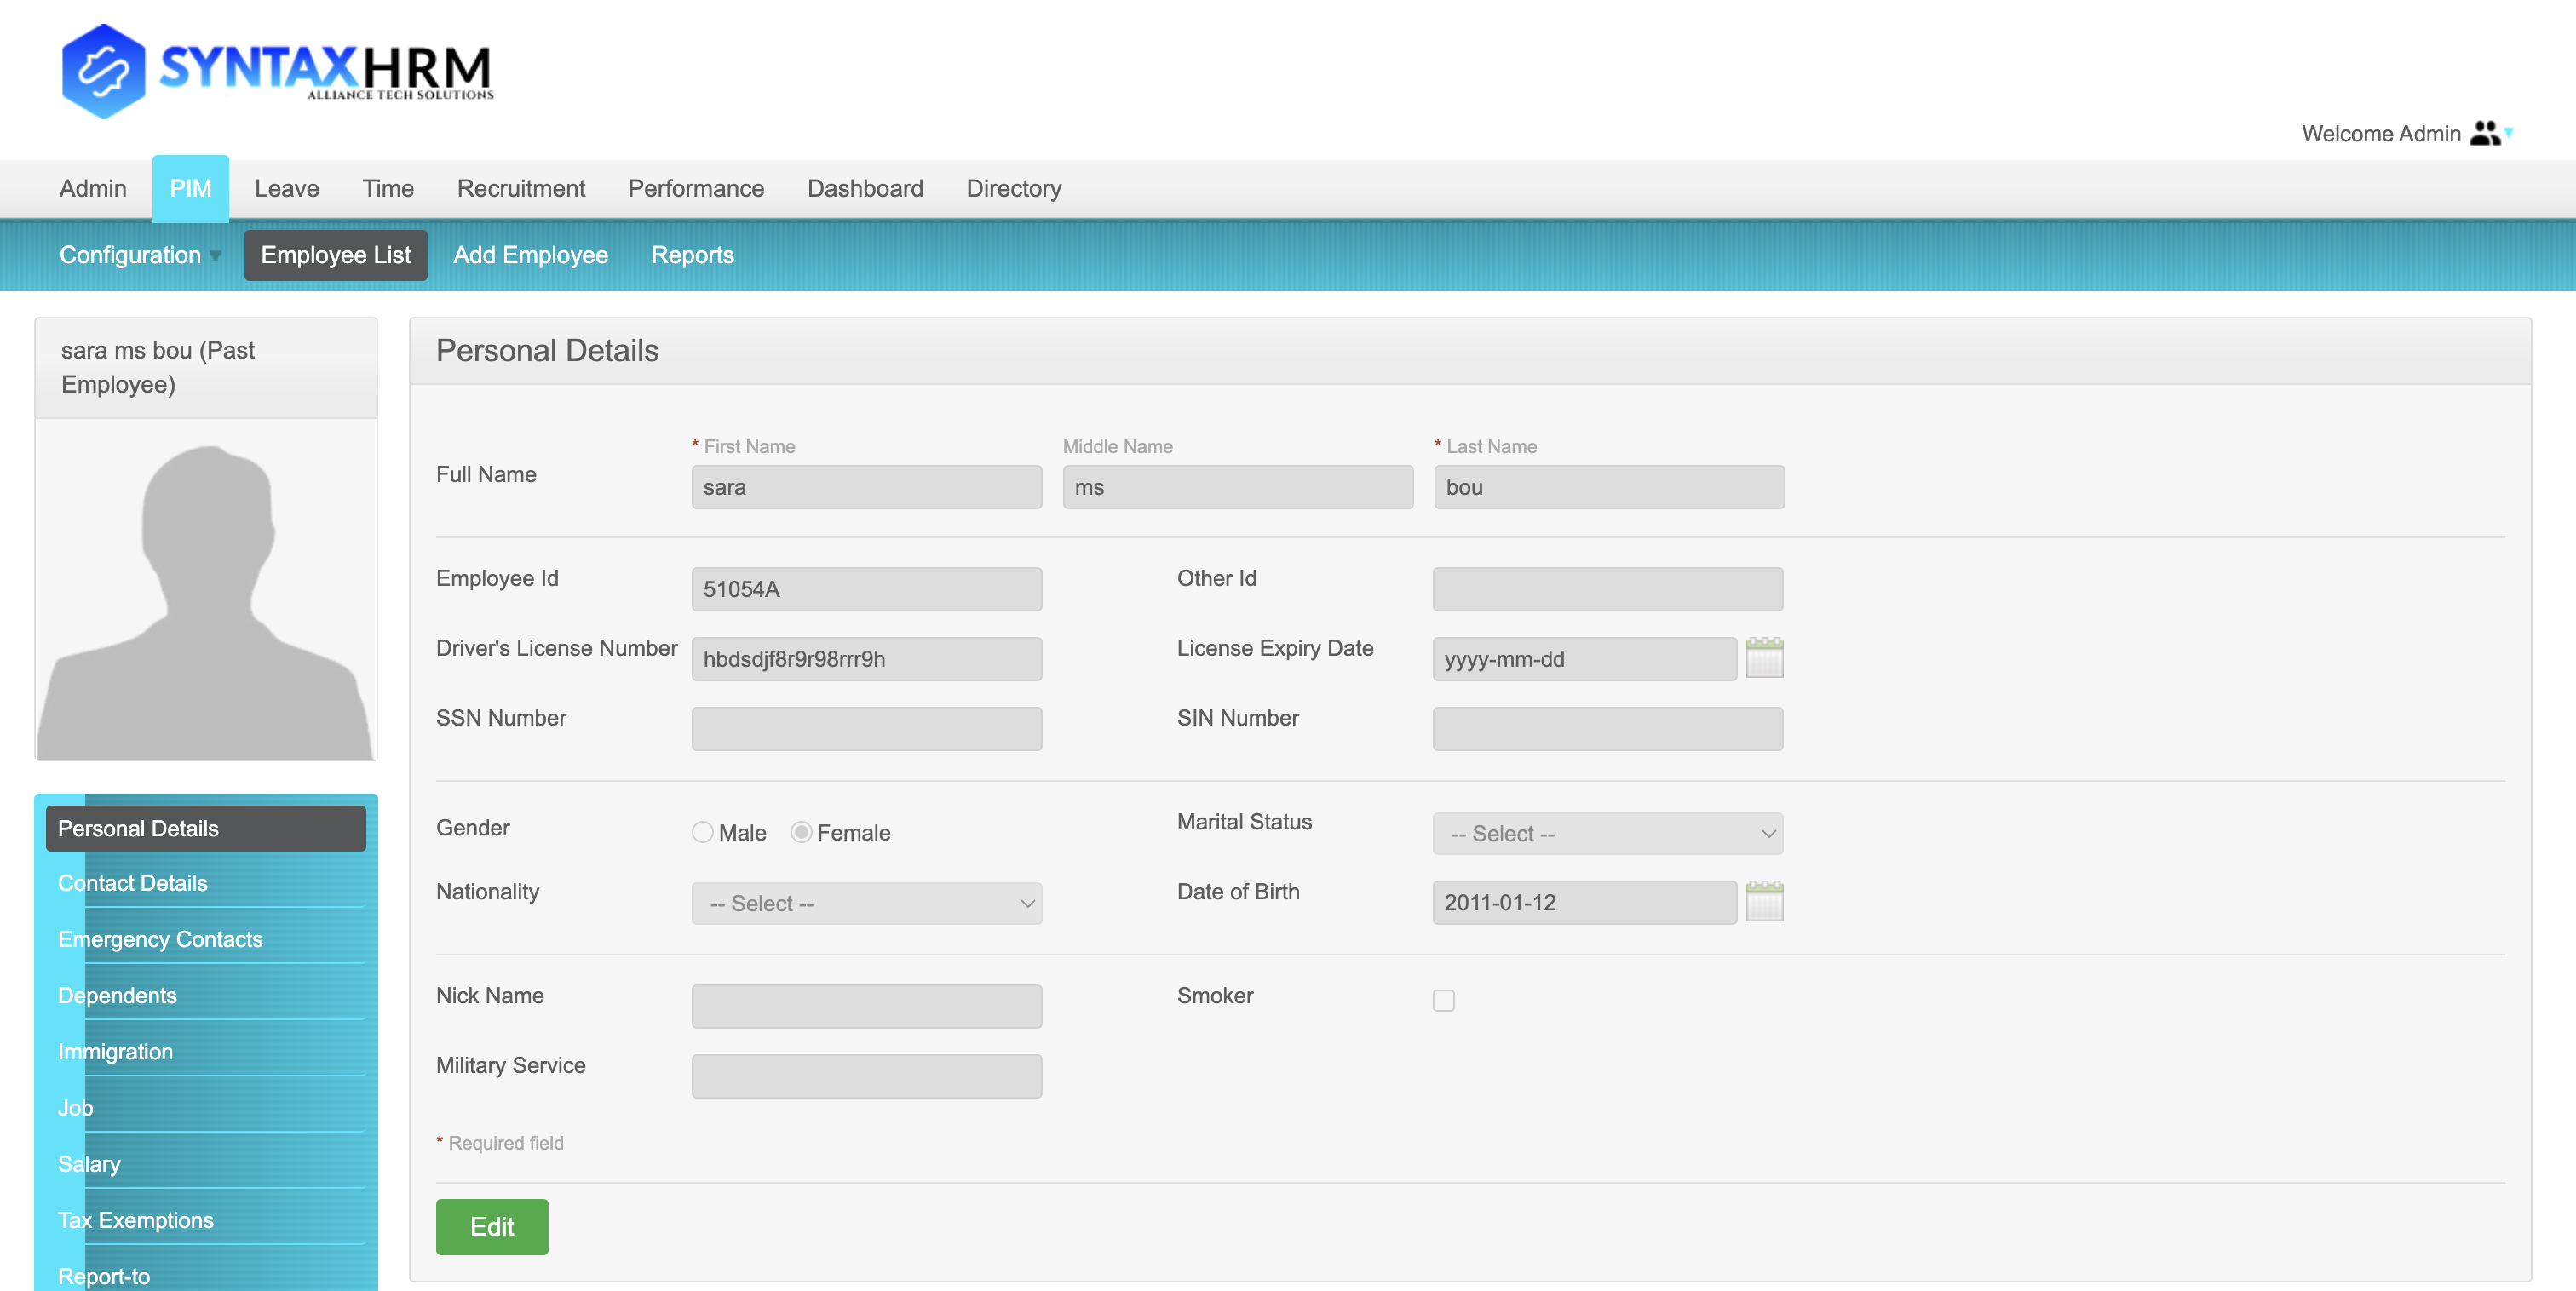 SYNTAXHRM
ALLIANCE TECH SOLUTIONS
Welcome Admin
Admin PIM Leave Time Recruitment Performance Dashboard Directory
Configuration Employee List Add Employee Reports
sara ms bou (Past
Employee)
Personal Details
Contact Details
Emergency Contacts
Dependents
Immigration
Job
Salary
Tax Exemptions
Report-to
Personal Details
* First Name Middle Name * Last Name
Full Name sara ms bou
Employee Id 51054A Other Id
Driver's License Number hbdsdjf8r9r98rrr9h License Expiry Date yyyy-mm-dd
SSN Number SIN Number
Gender Male Female Marital Status -- Select --
Nationality -- Select -- Date of Birth 2011-01-12
Nick Name Smoker
Military Service
* Required field
Edit